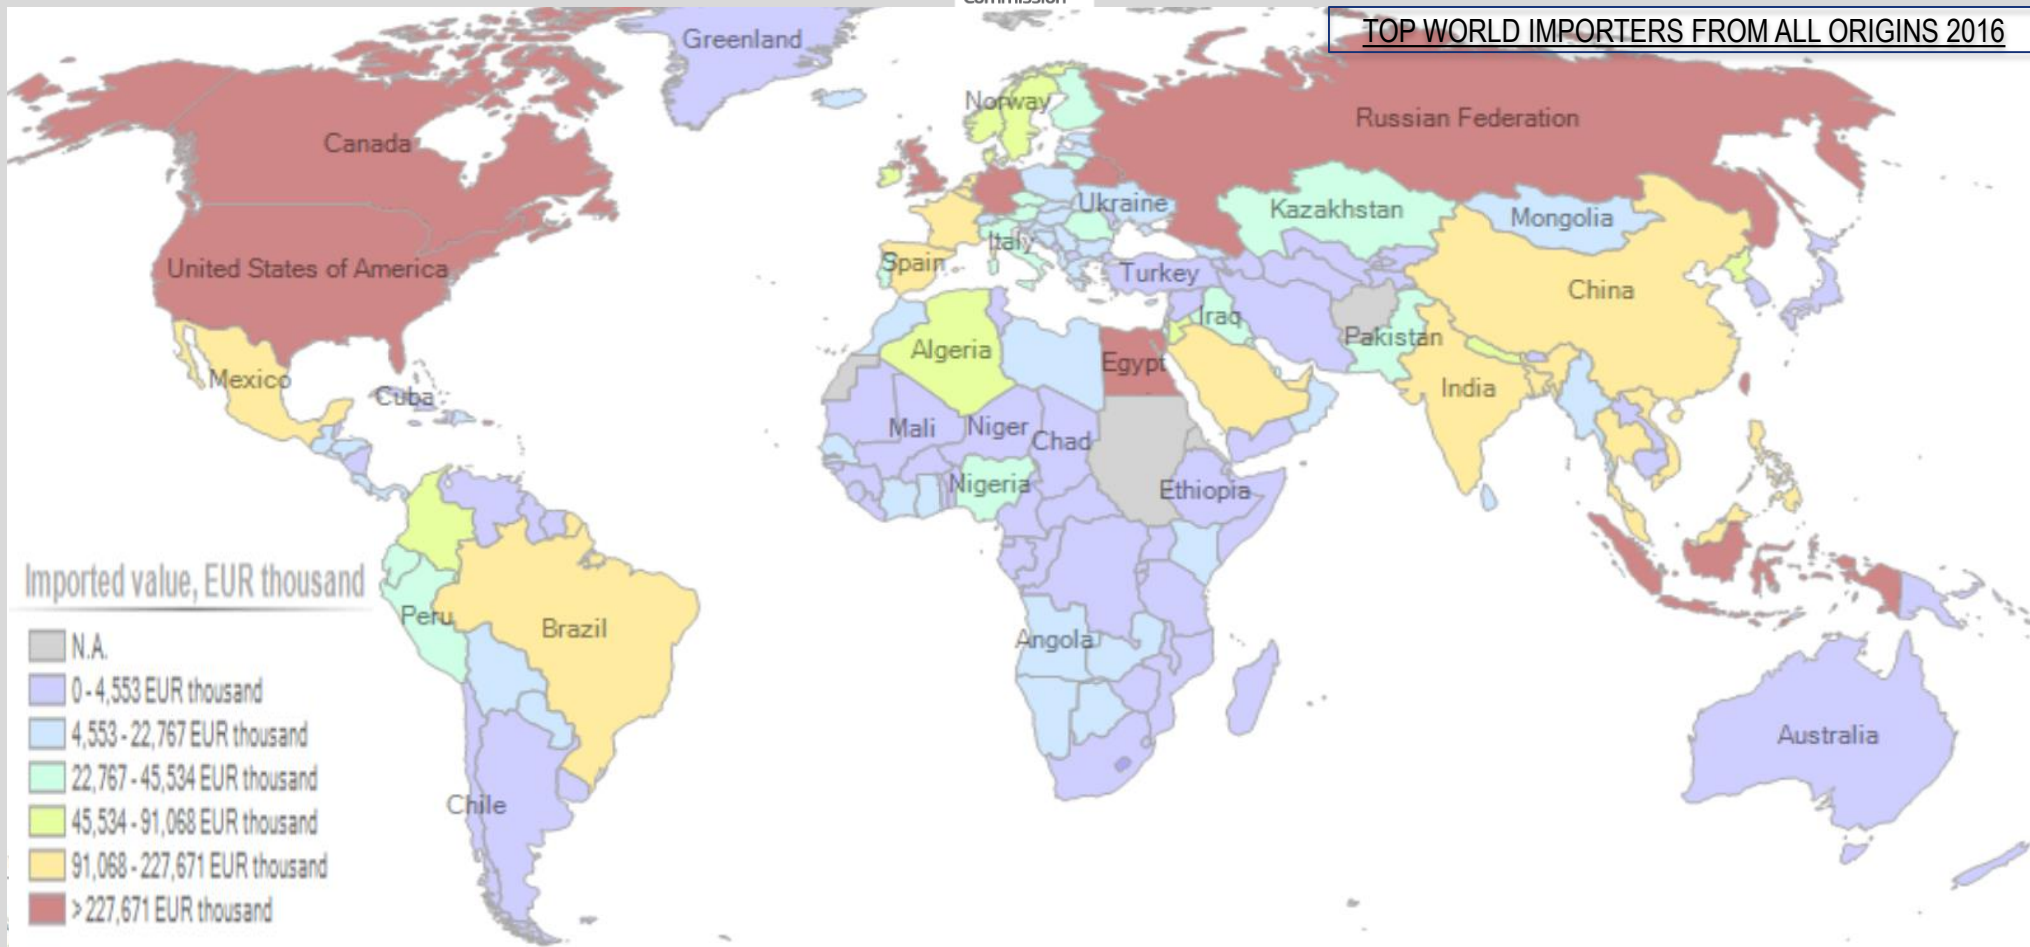 Commission
TOP WORLD IMPORTERS FROM ALL ORIGINS 2016
Greenland
Norway
Russian Federation
Canada
Ukraine
Kazakhstan
Mongolia
Italy
United States of America
Spain
Turkey
China
Iraq
Pakistan
Algeria
Egypt
Mexico
India
Cuba
Mali
Niger
Chad
Nigeria
Ethiopia
Peru
Brazil
Angola
Australia
Chile
Imported value, EUR thousand
N.A.
0 - 4,553 EUR thousand
4,553 - 22,767 EUR thousand
22,767 - 45,534 EUR thousand
45,534 - 91,068 EUR thousand
91,068 - 227,671 EUR thousand
> 227,671 EUR thousand